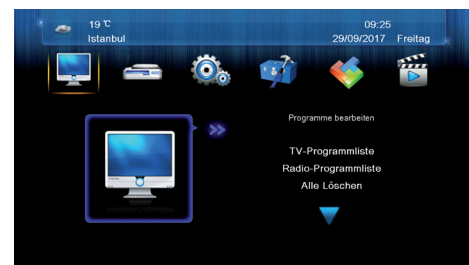 19 ℃ 09:25
Istanbul 29/09/2017 Freitag
Programme bearbeiten
TV-Programmliste
Radio-Programmliste
Alle Löschen